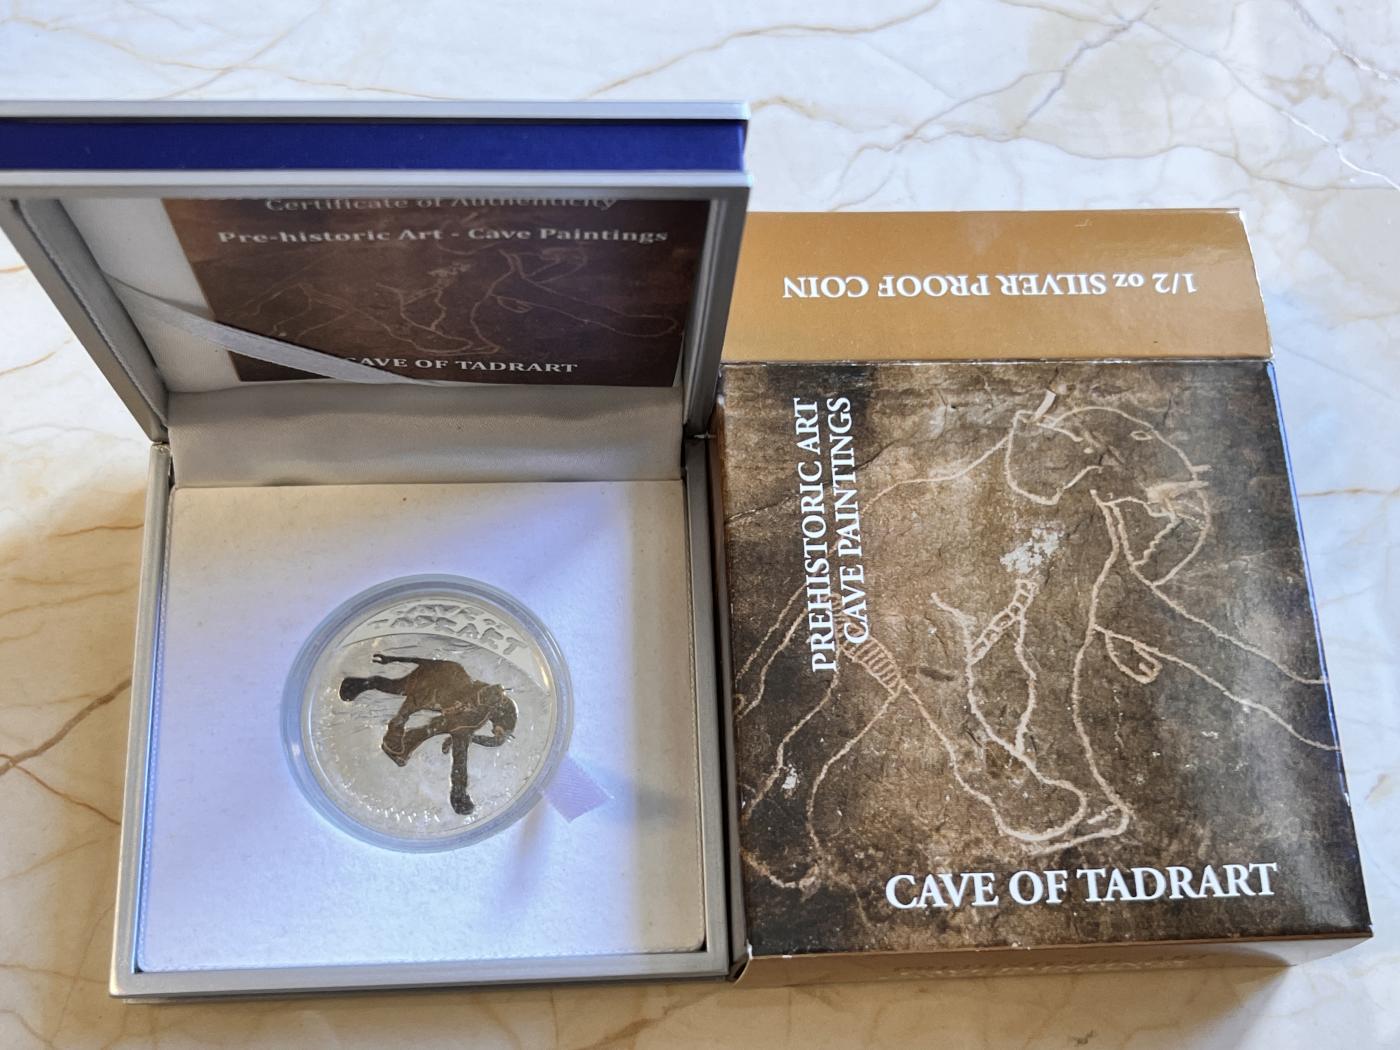 Certificate of Authenticity
Pre-historic Art - Cave Paintings
CAVE OF TADRART
TADRART
1/2 oz SILVER PROOF COIN
PREHISTORIC ART
CAVE PAINTINGS
CAVE OF TADRART